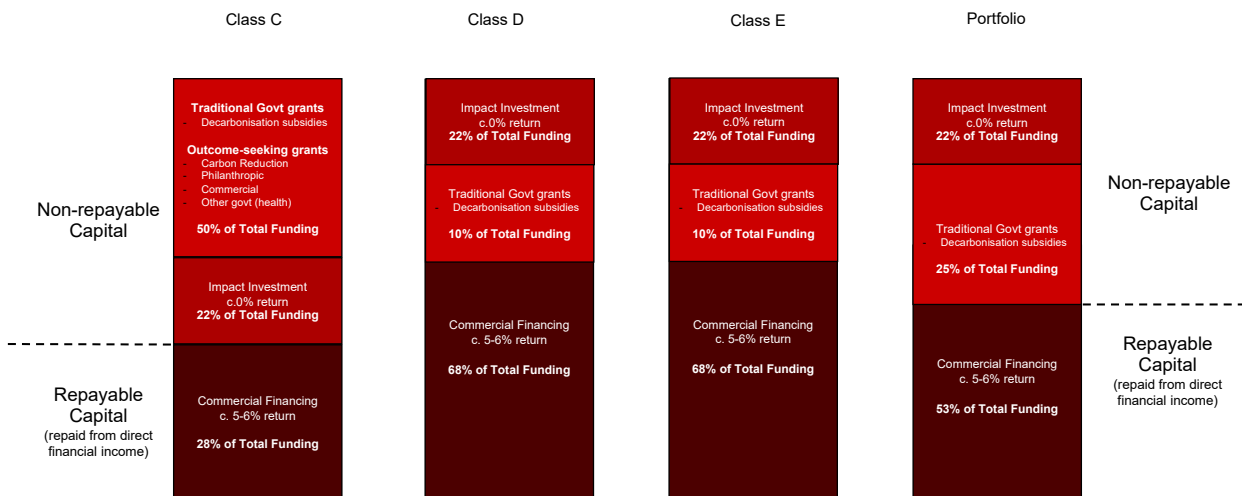 Class C
Class D
Class E
Portfolio
Non-repayable
Capital
Repayable
Capital
(repaid from direct
financial income)
Traditional Govt grants
- Decarbonisation subsidies
Outcome-seeking grants
- Carbon Reduction
- Philanthropic
- Commercial
- Other govt (health)
50% of Total Funding
Impact Investment
c.0% return
22% of Total Funding
Commercial Financing
c. 5-6% return
28% of Total Funding
Impact Investment
c.0% return
22% of Total Funding
Traditional Govt grants
- Decarbonisation subsidies
10% of Total Funding
Commercial Financing
c. 5-6% return
68% of Total Funding
Impact Investment
c.0% return
22% of Total Funding
Traditional Govt grants
- Decarbonisation subsidies
10% of Total Funding
Commercial Financing
c. 5-6% return
68% of Total Funding
Impact Investment
c.0% return
22% of Total Funding
Traditional Govt grants
- Decarbonisation subsidies
25% of Total Funding
Commercial Financing
c. 5-6% return
53% of Total Funding
Non-repayable
Capital
Repayable
Capital
(repaid from direct
financial income)